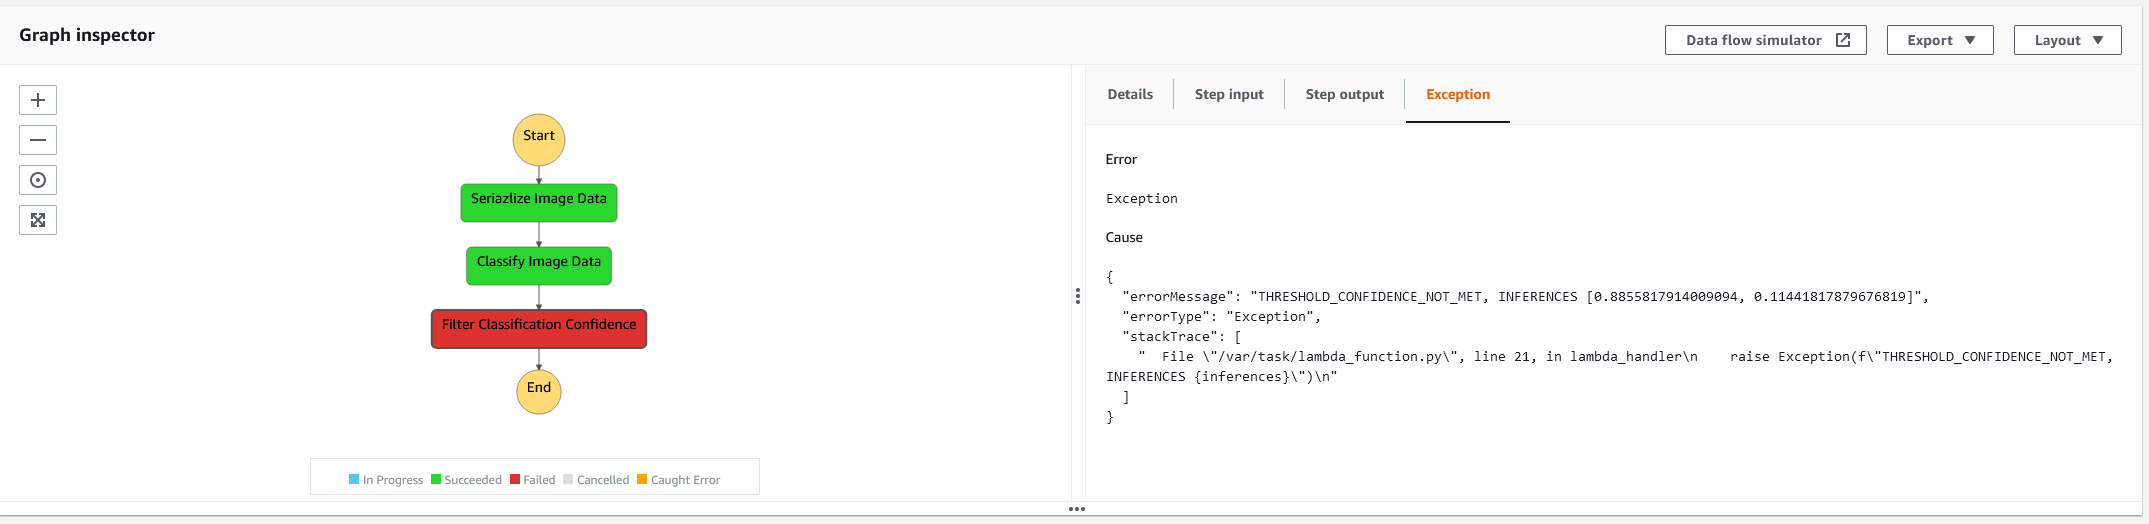 Graph inspector
Data flow simulator
Export
Layout
Start
Seriazlize Image Data
Classify Image Data
Filter Classification Confidence
End
In Progress Succeeded Failed Cancelled Caught Error
Details
Step input
Step output
Exception
Error
Exception
Cause
{
"errorMessage": "THRESHOLD_CONFIDENCE_NOT_MET, INFERENCES [0.8855817914009094, 0.11441817879676819]",
"errorType": "Exception",
"stackTrace": [
"  File \"/var/task/lambda_function.py\", line 21, in lambda_handler\n    raise Exception(f\"THRESHOLD_CONFIDENCE_NOT_MET,
INFERENCES {inferences}\")\n"
]
}